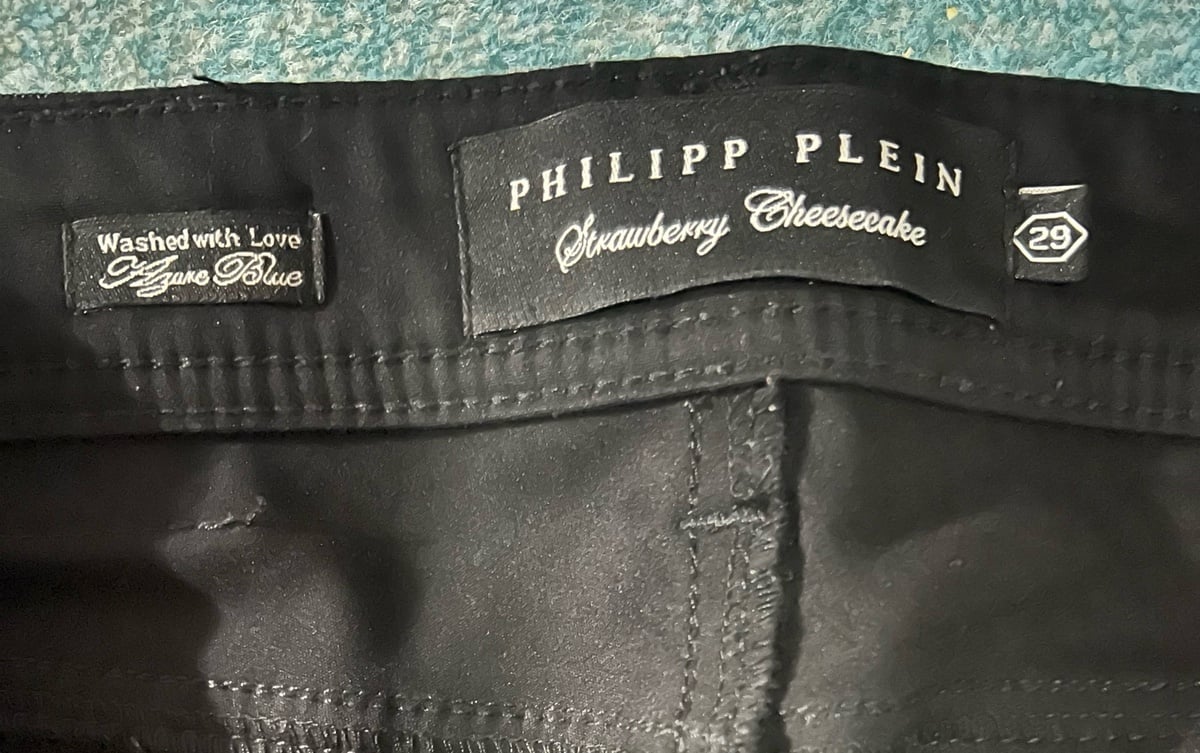 Washed with Love
Azure Blue
PHILIPP PLEIN
Strawberry Cheesecake
29